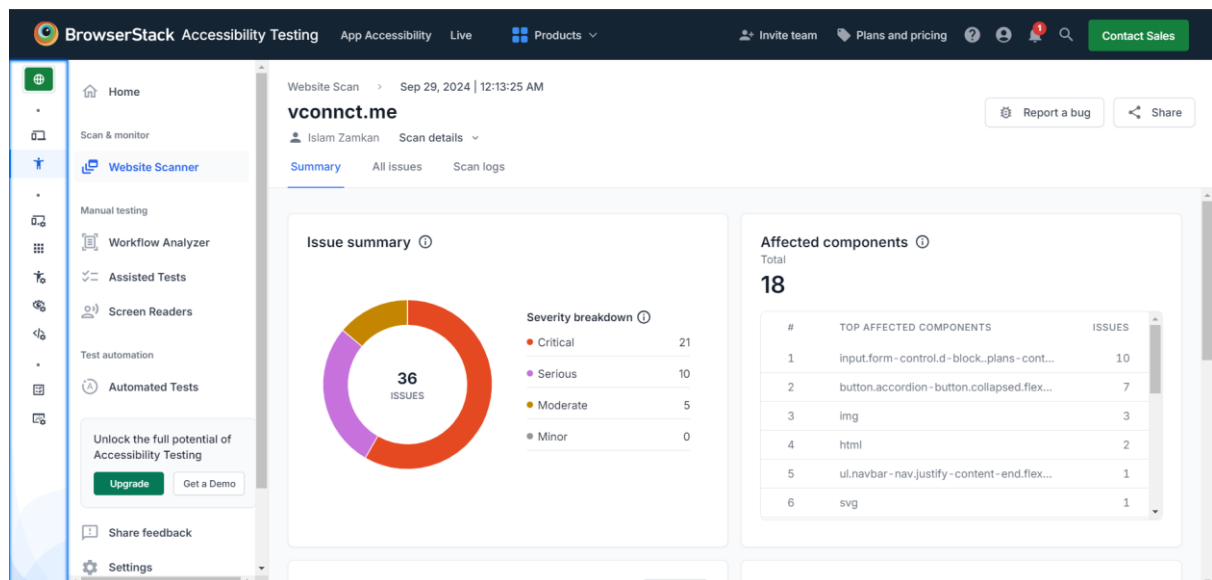 BrowserStack Accessibility Testing App Accessibility Live Products Invite team Plans and pricing 1 Contact Sales
Home
Scan & monitor
Website Scanner
Manual testing
Workflow Analyzer
Assisted Tests
Screen Readers
Test automation
Automated Tests
Unlock the full potential of
Accessibility Testing
Upgrade Get a Demo
Share feedback
Settings
Website Scan > Sep 29, 2024 | 12:13:25 AM
vconnct.me
Report a bug Share
Islam Zamkan Scan details
Summary All issues Scan logs
Issue summary
36
ISSUES
Severity breakdown
Critical 21
Serious 10
Moderate 5
Minor 0
Affected components
Total
18
# TOP AFFECTED COMPONENTS ISSUES
1 input.form-control.d-block..plans-cont... 10
2 button.accordion-button.collapsed.flex... 7
3 img 3
4 html 2
5 ul.navbar-nav.justify-content-end.flex... 1
6 svg 1